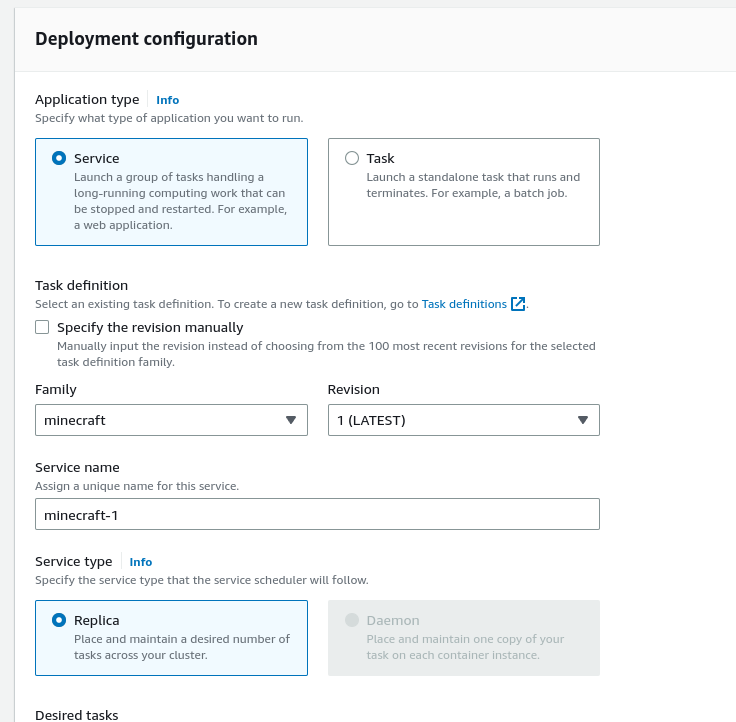 Deployment configuration
Application type Info
Specify what type of application you want to run.
Service
Launch a group of tasks handling a
long-running computing work that can
be stopped and restarted. For example,
a web application.
Task
Launch a standalone task that runs and
terminates. For example, a batch job.
Task definition
Select an existing task definition. To create a new task definition, go to Task definitions.
Specify the revision manually
Manually input the revision instead of choosing from the 100 most recent revisions for the selected
task definition family.
Family
minecraft
Revision
1 (LATEST)
Service name
Assign a unique name for this service.
minecraft-1
Service type Info
Specify the service type that the service scheduler will follow.
Replica
Place and maintain a desired number of
tasks across your cluster.
Daemon
Place and maintain one copy of your
task on each container instance.
Desired tasks